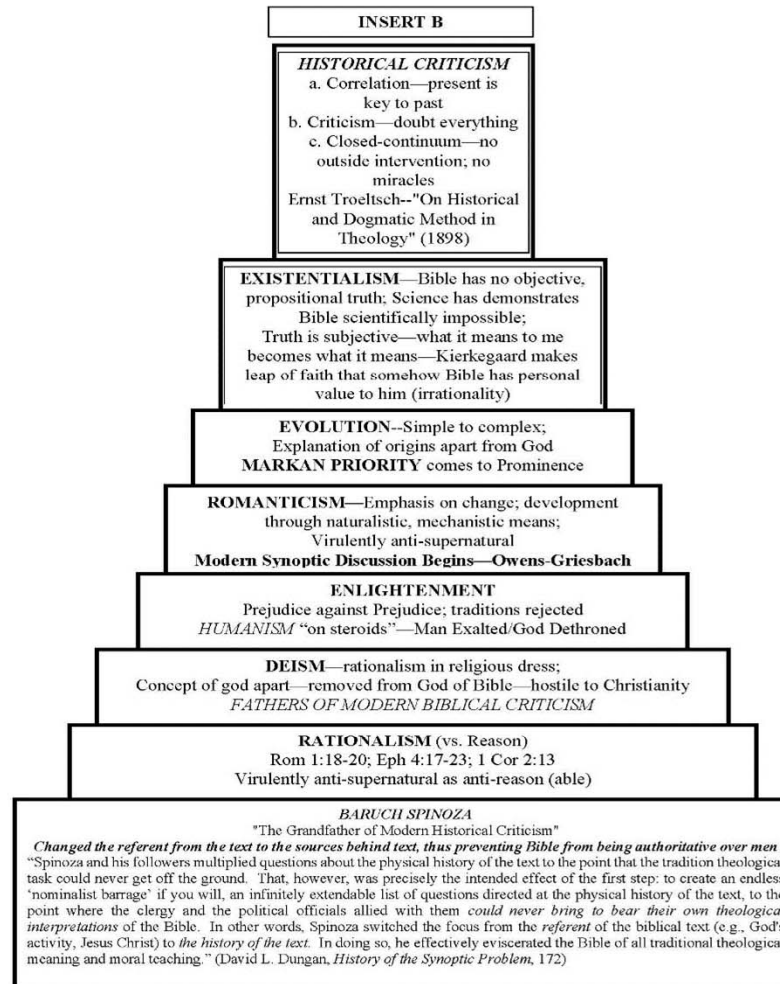 INSERT B
HISTORICAL CRITICISM
a. Correlation—present is
key to past
b. Criticism—doubt everything
c. Closed-continuum—no
outside intervention; no
miracles
Ernst Troeltsch--"On Historical
and Dogmatic Method in
Theology" (1898)
EXISTENTIALISM—Bible has no objective,
propositional truth; Science has demonstrates
Bible scientifically impossible;
Truth is subjective—what it means to me
becomes what it means—Kierkegaard makes
leap of faith that somehow Bible has personal
value to him (irrationality)
EVOLUTION--Simple to complex;
Explanation of origins apart from God
MARKAN PRIORITY comes to Prominence
ROMANTICISM—Emphasis on change; development
through naturalistic, mechanistic means;
Virulently anti-supernatural
Modern Synoptic Discussion Begins—Owens-Griesbach
ENLIGHTENMENT
Prejudice against Prejudice; traditions rejected
HUMANISM “on steroids”—Man Exalted/God Dethroned
DEISM—rationalism in religious dress;
Concept of god apart—removed from God of Bible—hostile to Christianity
FATHERS OF MODERN BIBLICAL CRITICISM
RATIONALISM (vs. Reason)
Rom 1:18-20; Eph 4:17-23; 1 Cor 2:13
Virulently anti-supernatural as anti-reason (able)
BARUCH SPINOZA
"The Grandfather of Modern Historical Criticism"
Changed the referent from the text to the sources behind text, thus preventing Bible from being authoritative over men
“Spinoza and his followers multiplied questions about the physical history of the text to the point that the tradition theological
task could never get off the ground. That, however, was precisely the intended effect of the first step: to create an endless
‘nominalist barrage’ if you will, an infinitely extendable list of questions directed at the physical history of the text, to the
point where the clergy and the political officials allied with them could never bring to bear their own theological
interpretations of the Bible. In other words, Spinoza switched the focus from the referent of the biblical text (e.g., God's
activity, Jesus Christ) to the history of the text. In doing so, he effectively eviscerated the Bible of all traditional theological
meaning and moral teaching.” (David L. Dungan, History of the Synoptic Problem, 172)